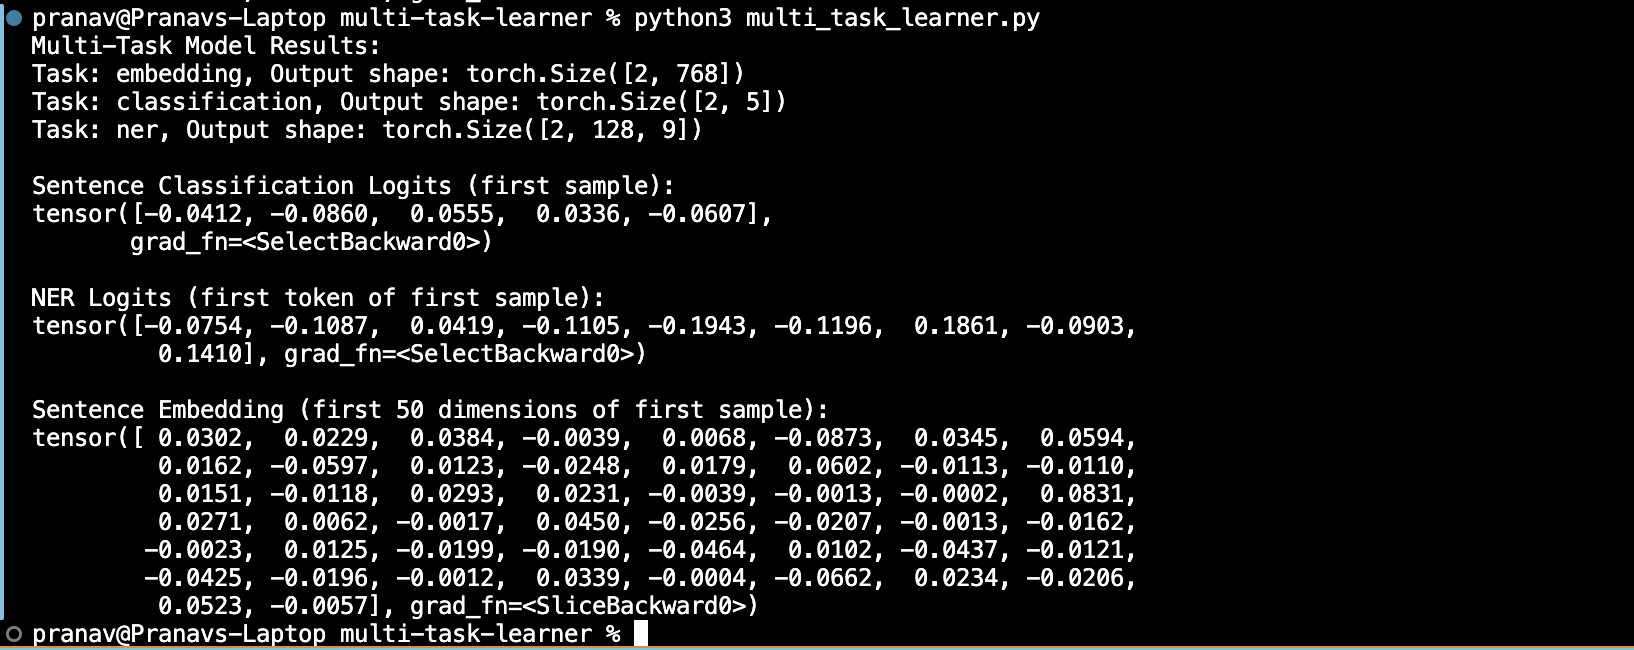 pranav@Pranavs-Laptop multi-task-learner % python3 multi_task_learner.py
Multi-Task Model Results:
Task: embedding, Output shape: torch.Size([2, 768])
Task: classification, Output shape: torch.Size([2, 5])
Task: ner, Output shape: torch.Size([2, 128, 9])

Sentence Classification Logits (first sample):
tensor([-0.0412, -0.0860,  0.0555,  0.0336, -0.0607],
       grad_fn=<SelectBackward0>)

NER Logits (first token of first sample):
tensor([-0.0754, -0.1087,  0.0419, -0.1105, -0.1943, -0.1196,  0.1861, -0.0903,
         0.1410], grad_fn=<SelectBackward0>)

Sentence Embedding (first 50 dimensions of first sample):
tensor([ 0.0302,  0.0229,  0.0384, -0.0039,  0.0068, -0.0873,  0.0345,  0.0594,
         0.0162, -0.0597,  0.0123, -0.0248,  0.0179,  0.0602, -0.0113, -0.0110,
         0.0151, -0.0118,  0.0293,  0.0231, -0.0039, -0.0013, -0.0002,  0.0831,
         0.0271,  0.0062, -0.0017,  0.0450, -0.0256, -0.0207, -0.0013, -0.0162,
        -0.0023,  0.0125, -0.0199, -0.0190, -0.0464,  0.0102, -0.0437, -0.0121,
        -0.0425, -0.0196, -0.0012,  0.0339, -0.0004, -0.0662,  0.0234, -0.0206,
         0.0523, -0.0057], grad_fn=<SliceBackward0>)
pranav@Pranavs-Laptop multi-task-learner %